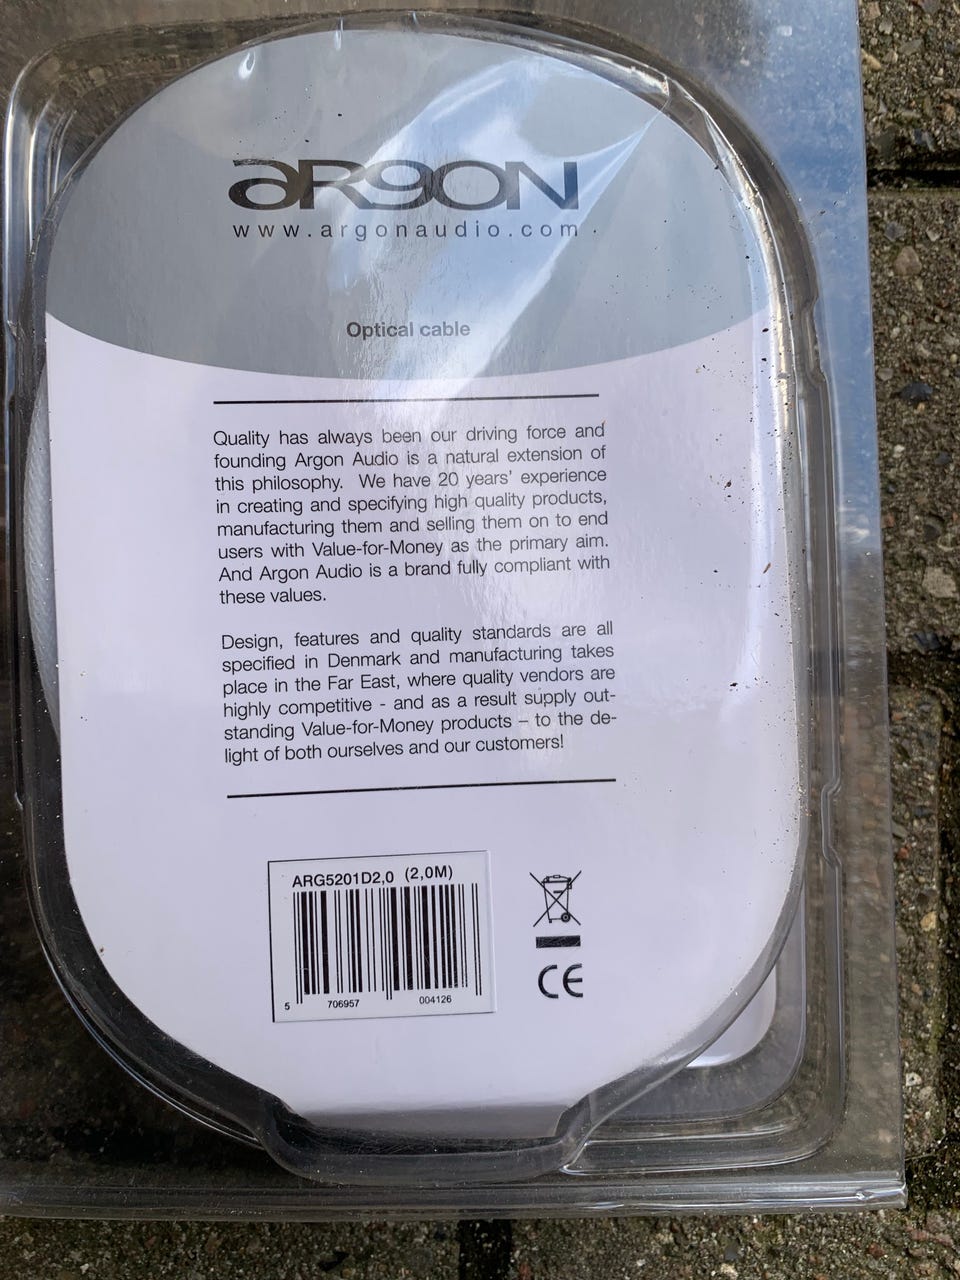 aRgON
www.argonaudio.com
Optical cable
Quality has always been our driving force and
founding Argon Audio is a natural extension of
this philosophy. We have 20 years' experience
in creating and specifying high quality products,
manufacturing them and selling them on to end
users with Value-for-Money as the primary aim.
And Argon Audio is a brand fully compliant with
these values.
Design, features and quality standards are all
specified in Denmark and manufacturing takes
place in the Far East, where quality vendors are
highly competitive - and as a result supply out-
standing Value-for-Money products – to the de-
light of both ourselves and our customers!
ARG5201D2,0 (2,0M)
5 706957 004126
CE